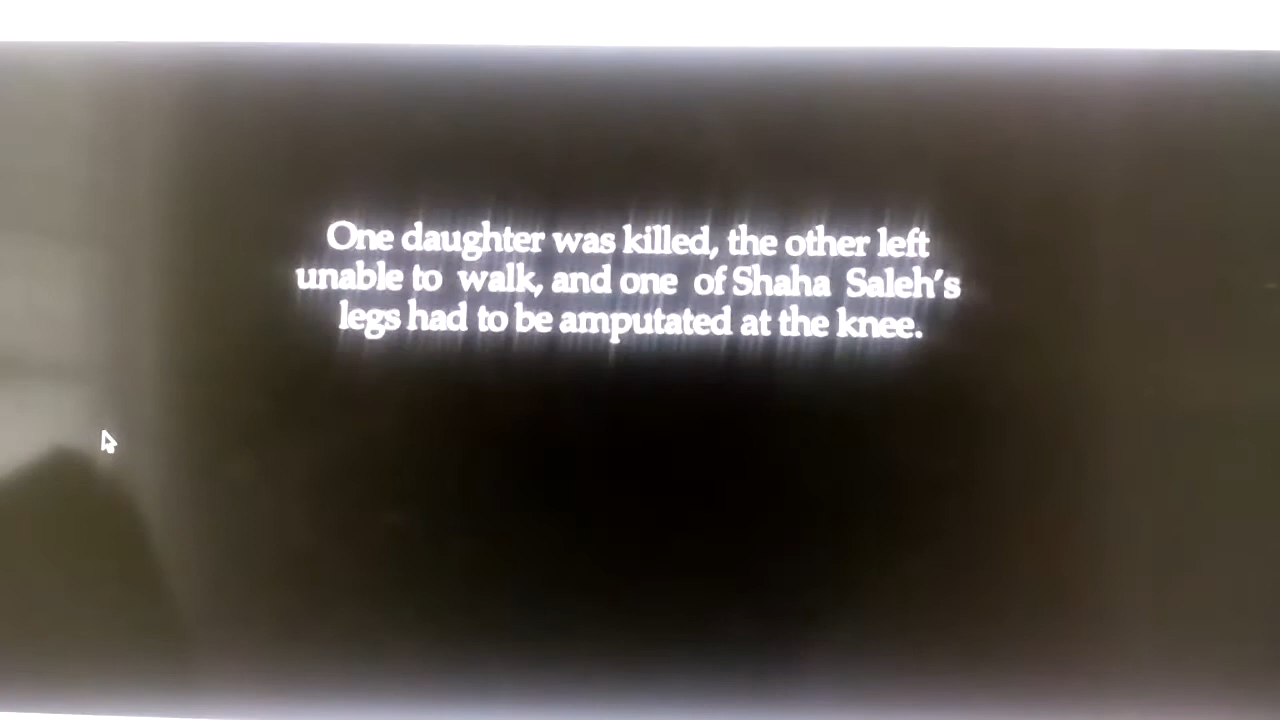 One daughter was killed, the other left
unable to walk, and one of Shaha Saleh's
legs had to be amputated at the knee.